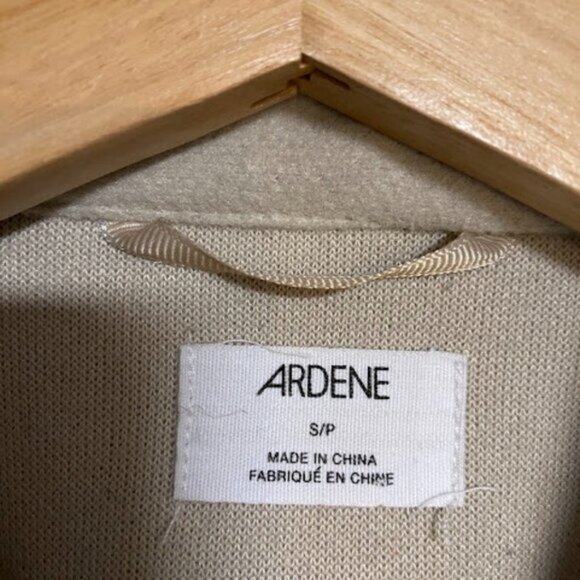 ARDENE
S/P
MADE IN CHINA
FABRIQUÉ EN CHINE